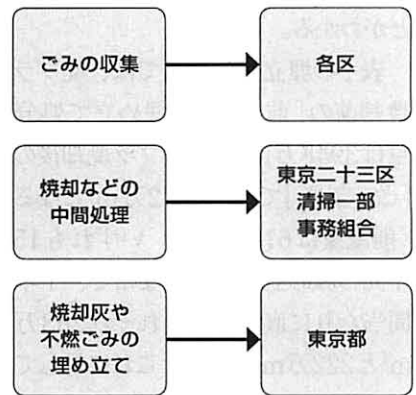 ごみの収集
各区
焼却などの
中間処理
東京二十三区
清掃一部
事務組合
焼却灰や
不燃ごみの
埋め立て
東京都